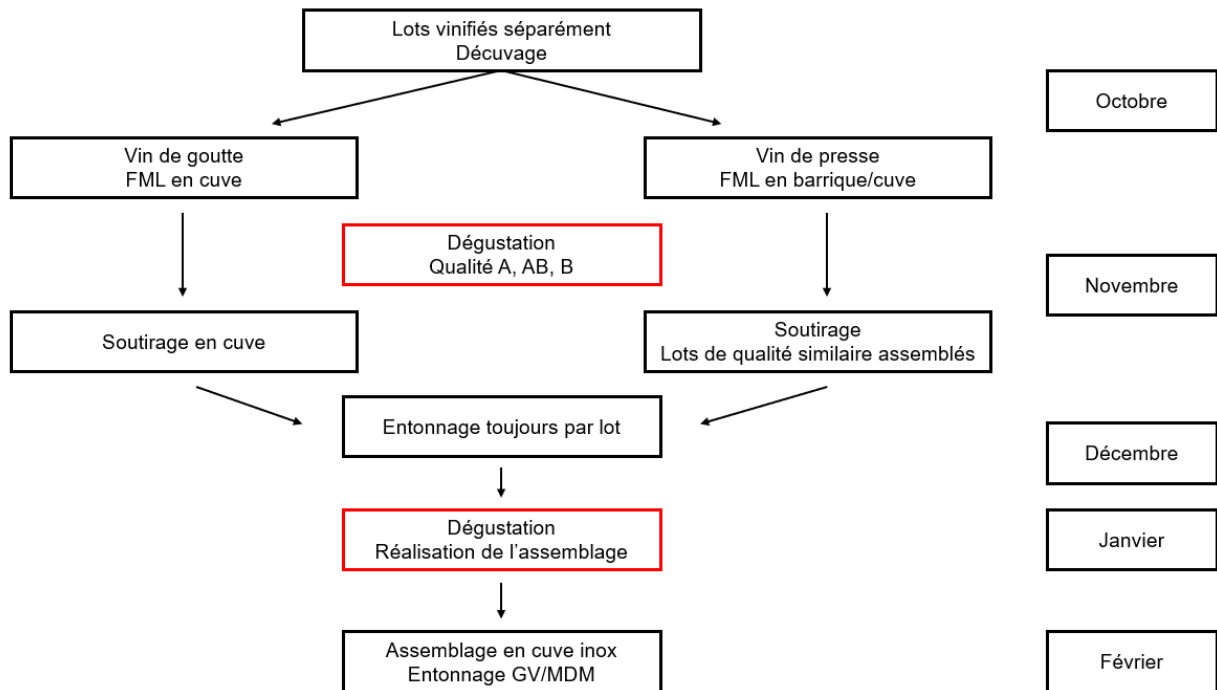 Lots vinifiés séparément
Décuvage
Octobre
Vin de goutte
FML en cuve
Vin de presse
FML en barrique/cuve
Dégustation
Qualité A, AB, B
Novembre
Soutirage en cuve
Soutirage
Lots de qualité similaire assemblés
Entonnage toujours par lot
Décembre
Dégustation
Réalisation de l’assemblage
Janvier
Assemblage en cuve inox
Entonnage GV/MDM
Février